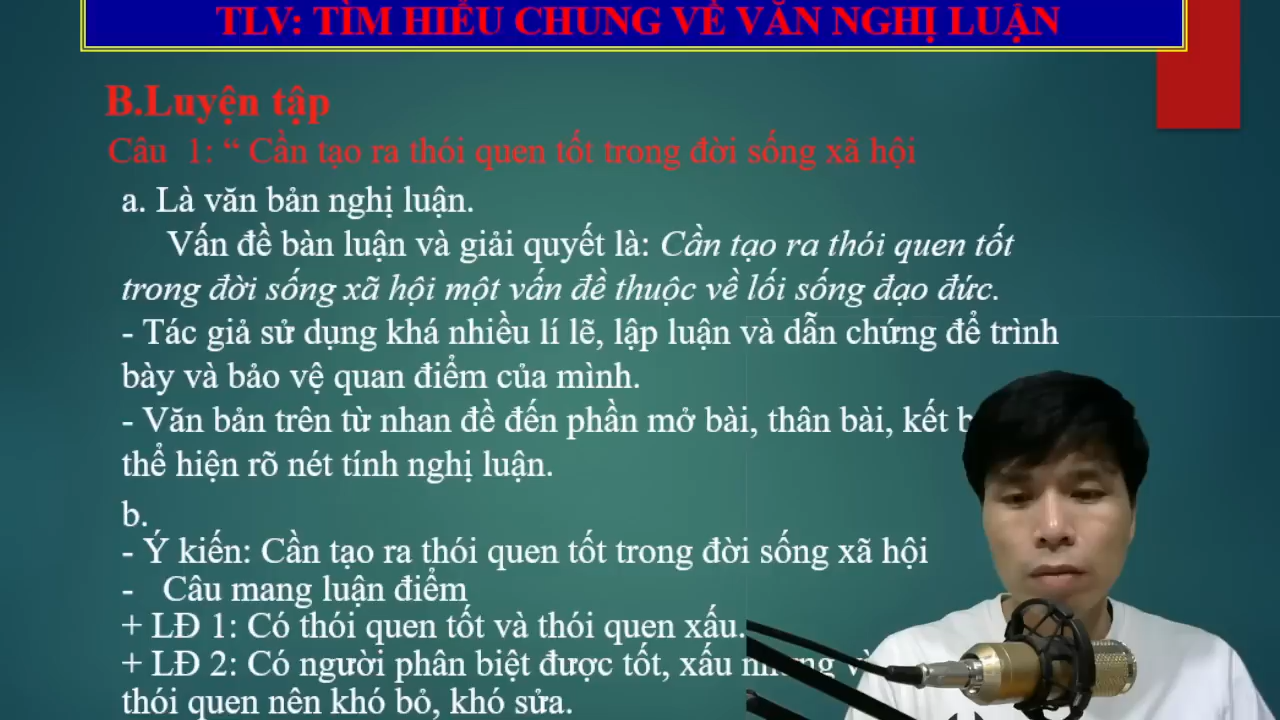 TLV: TÌM HIỂU CHUNG VỀ VĂN NGHỊ LUẬN
B.Luyện tập
Câu 1: “ Cần tạo ra thói quen tốt trong đời sống xã hội
a. Là văn bản nghị luận.
Vấn đề bàn luận và giải quyết là: Cần tạo ra thói quen tốt
trong đời sống xã hội một vấn đề thuộc về lối sống đạo đức.
- Tác giả sử dụng khá nhiều lí lẽ, lập luận và dẫn chứng để trình
bày và bảo vệ quan điểm của mình.
- Văn bản trên từ nhan đề đến phần mở bài, thân bài, kết
thể hiện rõ nét tính nghị luận.
b.
- Ý kiến: Cần tạo ra thói quen tốt trong đời sống xã hội
- Câu mang luận điểm
+ LĐ 1: Có thói quen tốt và thói quen xấu.
+ LĐ 2: Có người phân biệt được tốt, xấu
thói quen nên khó bỏ, khó sửa.